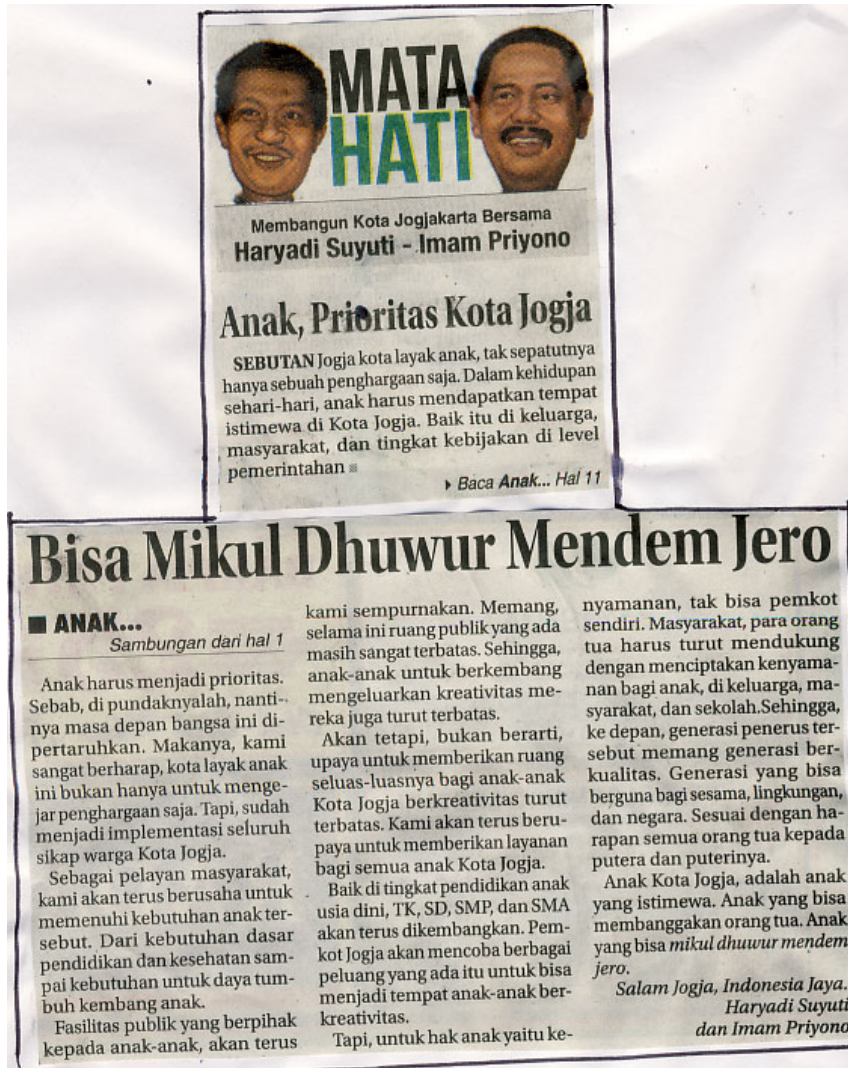 MATA
HATI
Membangun Kota Jogjakarta Bersama
Haryadi Suyuti - Imam Priyono
Anak, Prioritas Kota Jogja
SEBUTAN Jogja kota layak anak, tak sepatutnya
hanya sebuah penghargaan saja. Dalam kehidupan
sehari-hari, anak harus mendapatkan tempat
istimewa di Kota Jogja. Baik itu di keluarga,
masyarakat, dan tingkat kebijakan di level
pemerintahan
Baca Anak... Hal 11
Bisa Mikul Dhuwur Mendem Jero
ANAK...
Sambungan dari hal 1
Anak harus menjadi prioritas.
Sebab, di pundaknyalah, nanti-
nya masa depan bangsa ini di-
pertaruhkan. Makanya, kami
sangat berharap, kota layak anak
ini bukan hanya untuk menge-
jar penghargaan saja. Tapi, sudah
menjadi implementasi seluruh
sikap warga Kota Jogja.
Sebagai pelayan masyarakat,
kami akan terus berusaha untuk
memenuhi kebutuhan anak ter-
sebut. Dari kebutuhan dasar
pendidikan dan kesehatan sam-
pai kebutuhan untuk daya tum-
buh kembang anak.
Fasilitas publik yang berpihak
kepada anak-anak, akan terus
kami sempurnakan. Memang,
selama ini ruang publik yang ada
masih sangat terbatas. Sehingga,
anak-anak untuk berkembang
mengeluarkan kreativitas me-
reka juga turut terbatas.
Akan tetapi, bukan berarti,
upaya untuk memberikan ruang
seluas-luasnya bagi anak-anak
Kota Jogja berkreativitas turut
terbatas. Kami akan terus beru-
paya untuk memberikan layanan
bagi semua anak Kota Jogja.
Baik di tingkat pendidikan anak
usia dini, TK, SD, SMP, dan SMA
akan terus dikembangkan. Pem-
kot Jogja akan mencoba berbagai
peluang yang ada itu untuk bisa
menjadi tempat anak-anak ber-
kreativitas.
Tapi, untuk hak anak yaitu ke-
nyamanan, tak bisa pemkot
sendiri. Masyarakat, para orang
tua harus turut mendukung
dengan menciptakan kenyama-
nan bagi anak, di keluarga, ma-
syarakat, dan sekolah.Sehingga,
ke depan, generasi penerus ter-
sebut memang generasi ber-
kualitas. Generasi yang bisa
berguna bagi sesama, lingkungan,
dan negara. Sesuai dengan ha-
rapan semua orang tua kepada
putera dan puterinya.
Anak Kota Jogja, adalah anak
yang istimewa. Anak yang bisa
membanggakan orang tua. Anak
yang bisa mikul dhuwur mendem
jero.
Salam Jogja, Indonesia Jaya.
Haryadi Suyuti
dan Imam Priyono